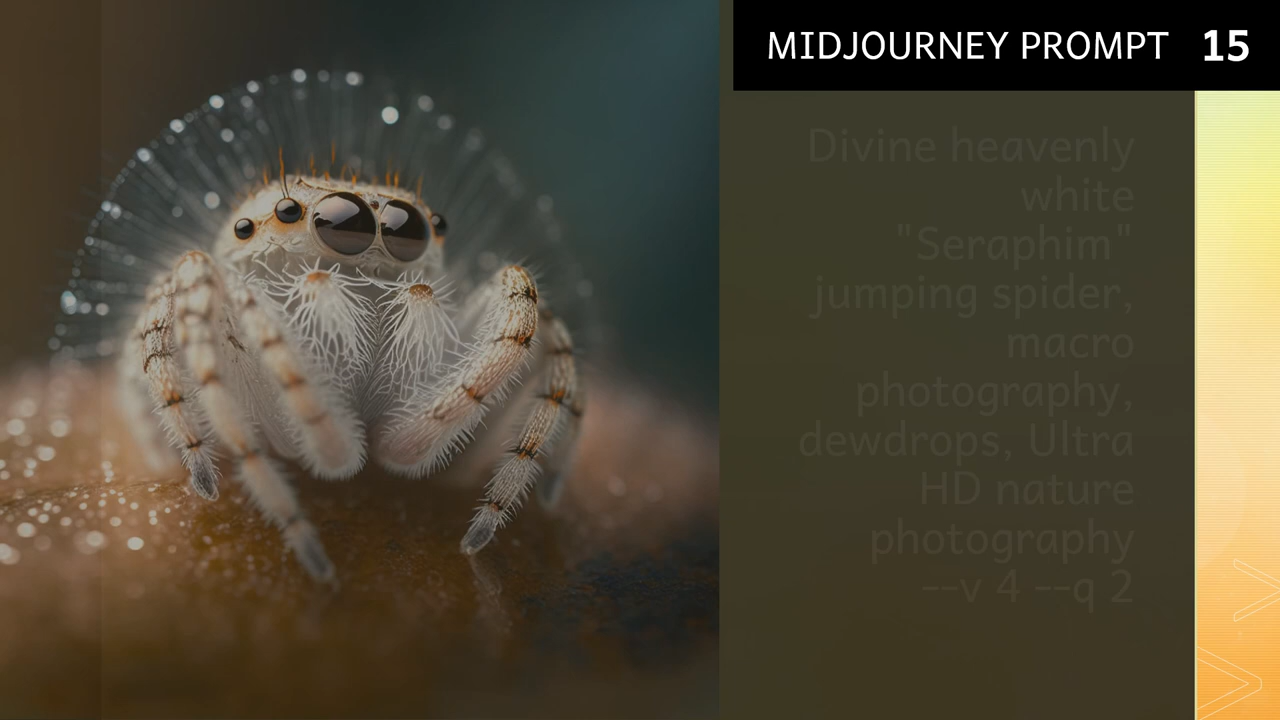 MIDJOURNEY PROMPT 15
Divine heavenly
white
"Seraphim"
jumping spider,
macro
photography,
dewdrops, Ultra
HD nature
photography
--v 4 --q 2